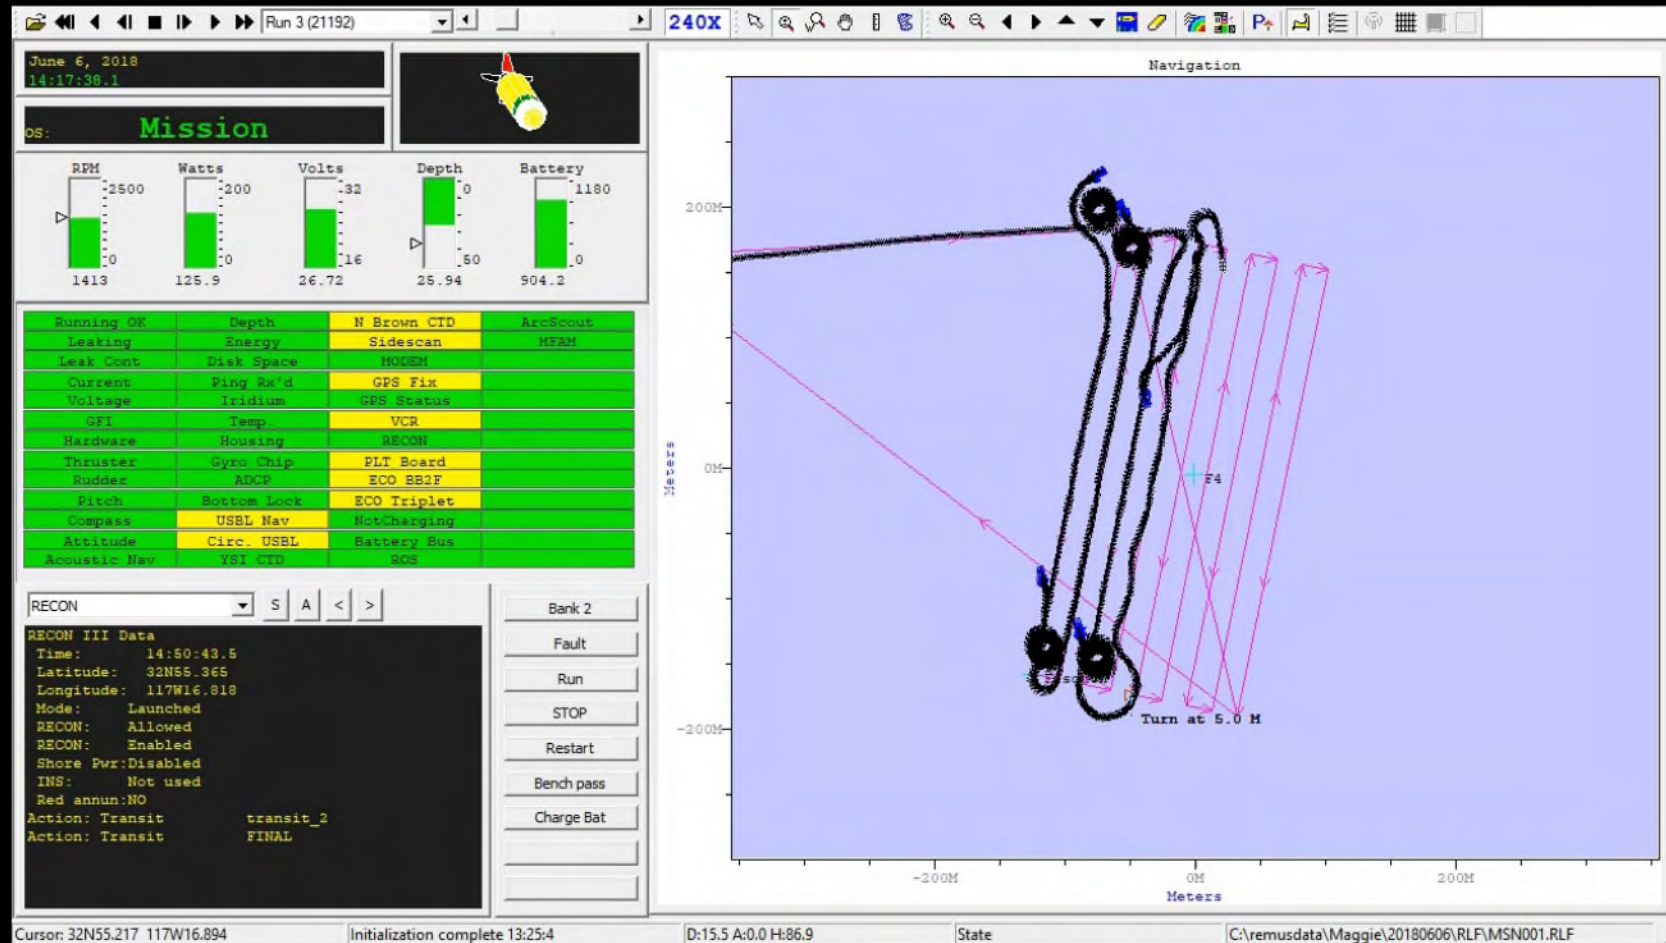 Run 3 (21192) 240X
June 6, 2018
14:17:38.1
OS: Mission
RPM Watts Volts Depth Battery
2500 200 32 0 1180
0 0 16 50 0
1413 125.9 26.72 25.94 904.2
Running OK Depth N Brown CTD ArcScout
Leaking Energy Sidescan MFAM
Leak Cont Disk Space MODEM
Current Ping Rx'd GPS Fix
Voltage Iridium GPS Status
GFI Temp. VCR
Hardware Housing RECON
Thruster Gyro Chip PLT Board
Rudder ADCP ECO BB2F
Pitch Bottom Lock ECO Triplet
Compass USBL Nav NotCharging
Attitude Circ. USBL Battery Bus
Acoustic Nav YSI CTD ROS
RECON S A < >
RECON III Data
Time: 14:50:43.5
Latitude: 32N55.365
Longitude: 117W16.818
Mode: Launched
RECON: Allowed
RECON: Enabled
Shore Pwr:Disabled
INS: Not used
Red annun:NO
Action: Transit transit_2
Action: Transit FINAL
Bank 2
Fault
Run
STOP
Restart
Bench pass
Charge Bat
Navigation
200M
0M
-200M
Meters
F4
Turn at 5.0 M
-200M 0M 200M
Meters
Cursor: 32N55.217 117W16.894 Initialization complete 13:25:4 D:15.5 A:0.0 H:86.9 State C:\remusdata\Maggie\20180606\RLF\MSN001.RLF